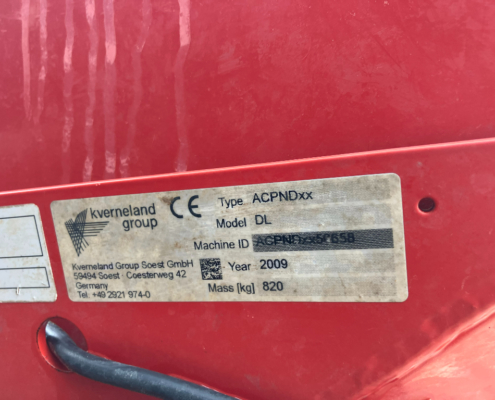 kverneland
group
CE
Type ACPNDxx
Model DL
Machine ID
Kverneland Group Soest GmbH
59494 Soest · Coesterweg 42
Germany
Tel. +49 2921 974-0
Year 2009
Mass [kg] 820